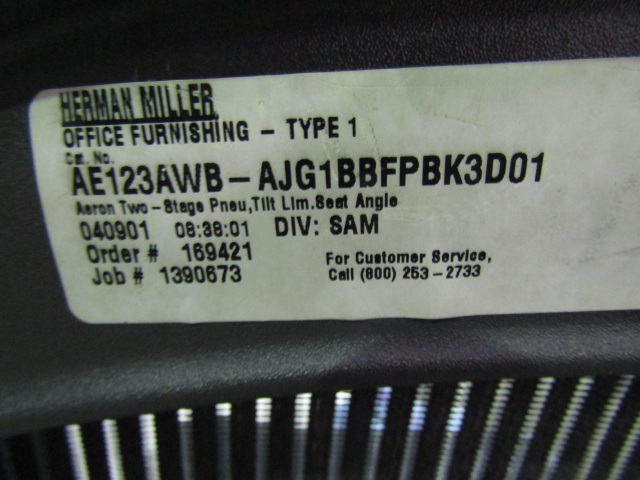 HERMAN MILLER,
OFFICE FURNISHING - TYPE 1
Cat. No.
AE123AWB-AJG1BBFPBK3D01
Aeron Two-Stage Pneu,Tilt Lim.Seat Angle
040901 08:38:01 DIV: SAM
Order # 169421
Job # 1390673
For Customer Service,
Call (800) 253-2733